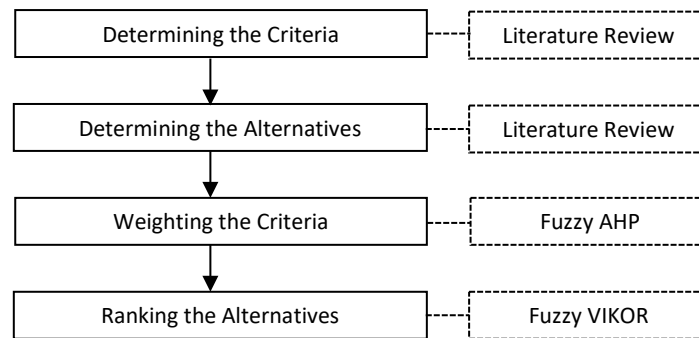 Determining the Criteria
Literature Review
Determining the Alternatives
Literature Review
Weighting the Criteria
Fuzzy AHP
Ranking the Alternatives
Fuzzy VIKOR